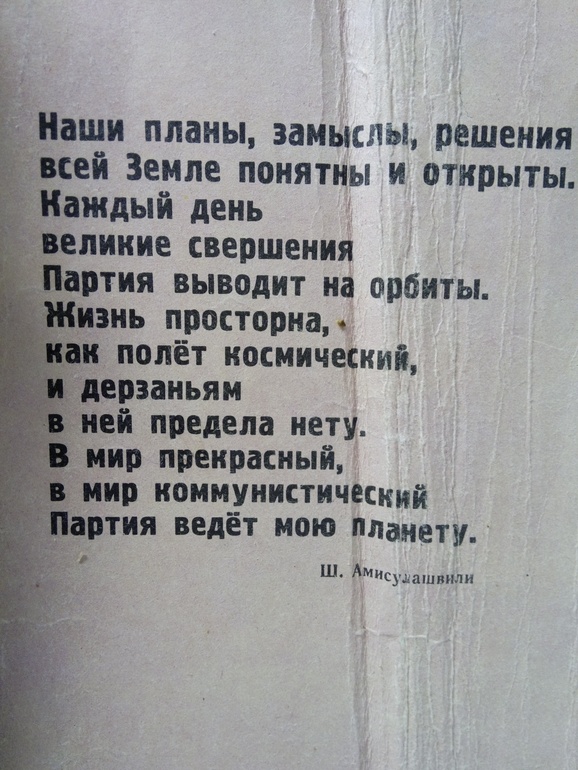 Наши планы, замыслы, решения
всей Земле понятны и открыты.
Каждый день
великие свершения
Партия выводит на орбиты.
Жизнь просторна,
как полёт космический,
и дерзаньям
в ней предела нету.
В мир прекрасный,
в мир коммунистический
Партия ведёт мою планету.
Ш. Амисулашвили